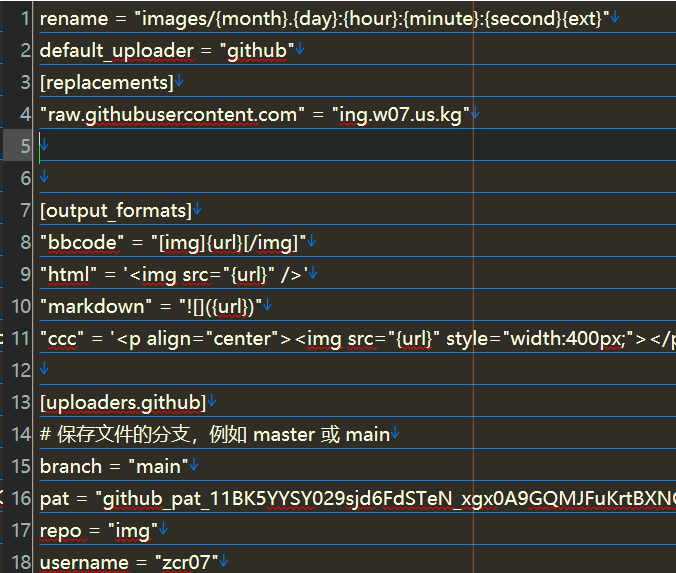 1 rename = "images/{month}.{day}:{hour}:{minute}:{second}{ext}"
2 default_uploader = "github"
3 [replacements]
4 "raw.githubusercontent.com" = "ing.w07.us.kg"
5
6
7 [output_formats]
8 "bbcode" = "[img]{url}[/img]"
9 "html" = '<img src="{url}" />'
10 "markdown" = "![]({url})"
11 "ccc" = '<p align="center"><img src="{url}" style="width:400px;"></p
12
13 [uploaders.github]
14 # 保存文件的分支，例如 master 或 main
15 branch = "main"
16 pat = "github_pat_11BK5YYSY029sjd6FdSTeN_xgx0A9GQMJFuKrtBXN
17 repo = "img"
18 username = "zcr07"